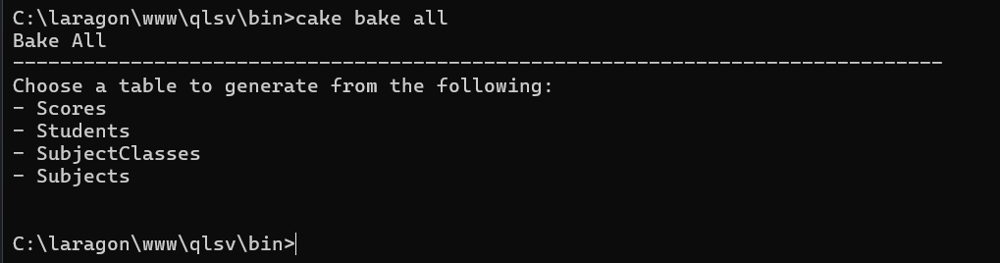 C:\laragon\www\qlsv\bin>cake bake all
Bake All
-------------------------------------------------------------------------------
Choose a table to generate from the following:
- Scores
- Students
- SubjectClasses
- Subjects
C:\laragon\www\qlsv\bin>